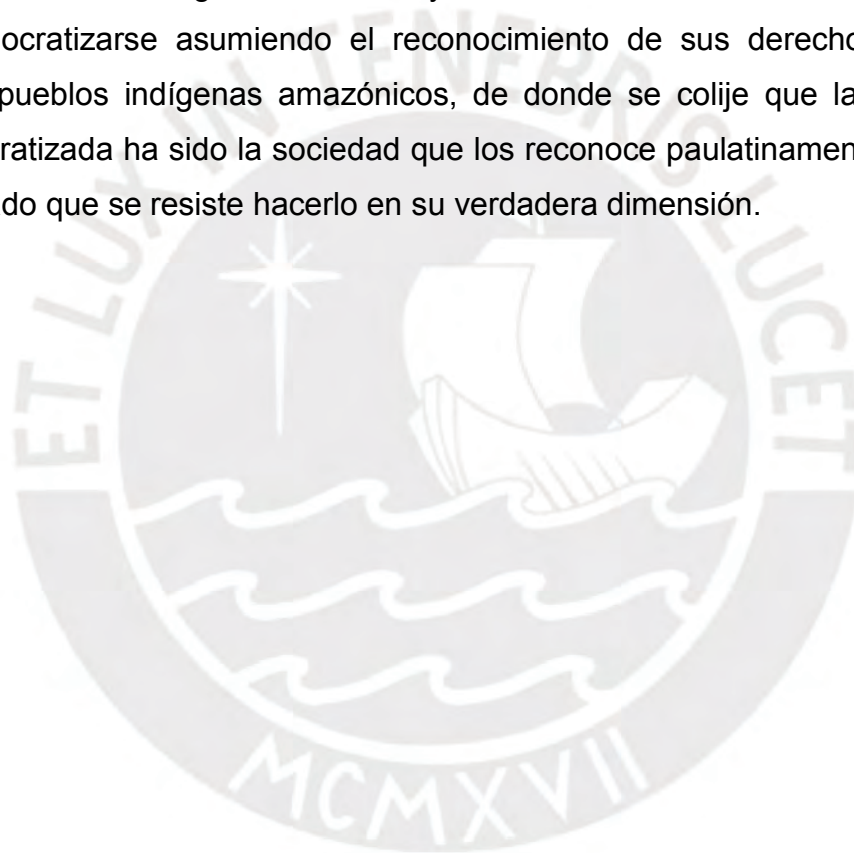 ocratizarse asumiendo el reconocimiento de sus derecho
pueblos indígenas amazónicos, de donde se colije que la
ratizada ha sido la sociedad que los reconoce paulatinamen
do que se resiste hacerlo en su verdadera dimensión.
ET LUX IN TENEBRIS LUCET
MCMXVII